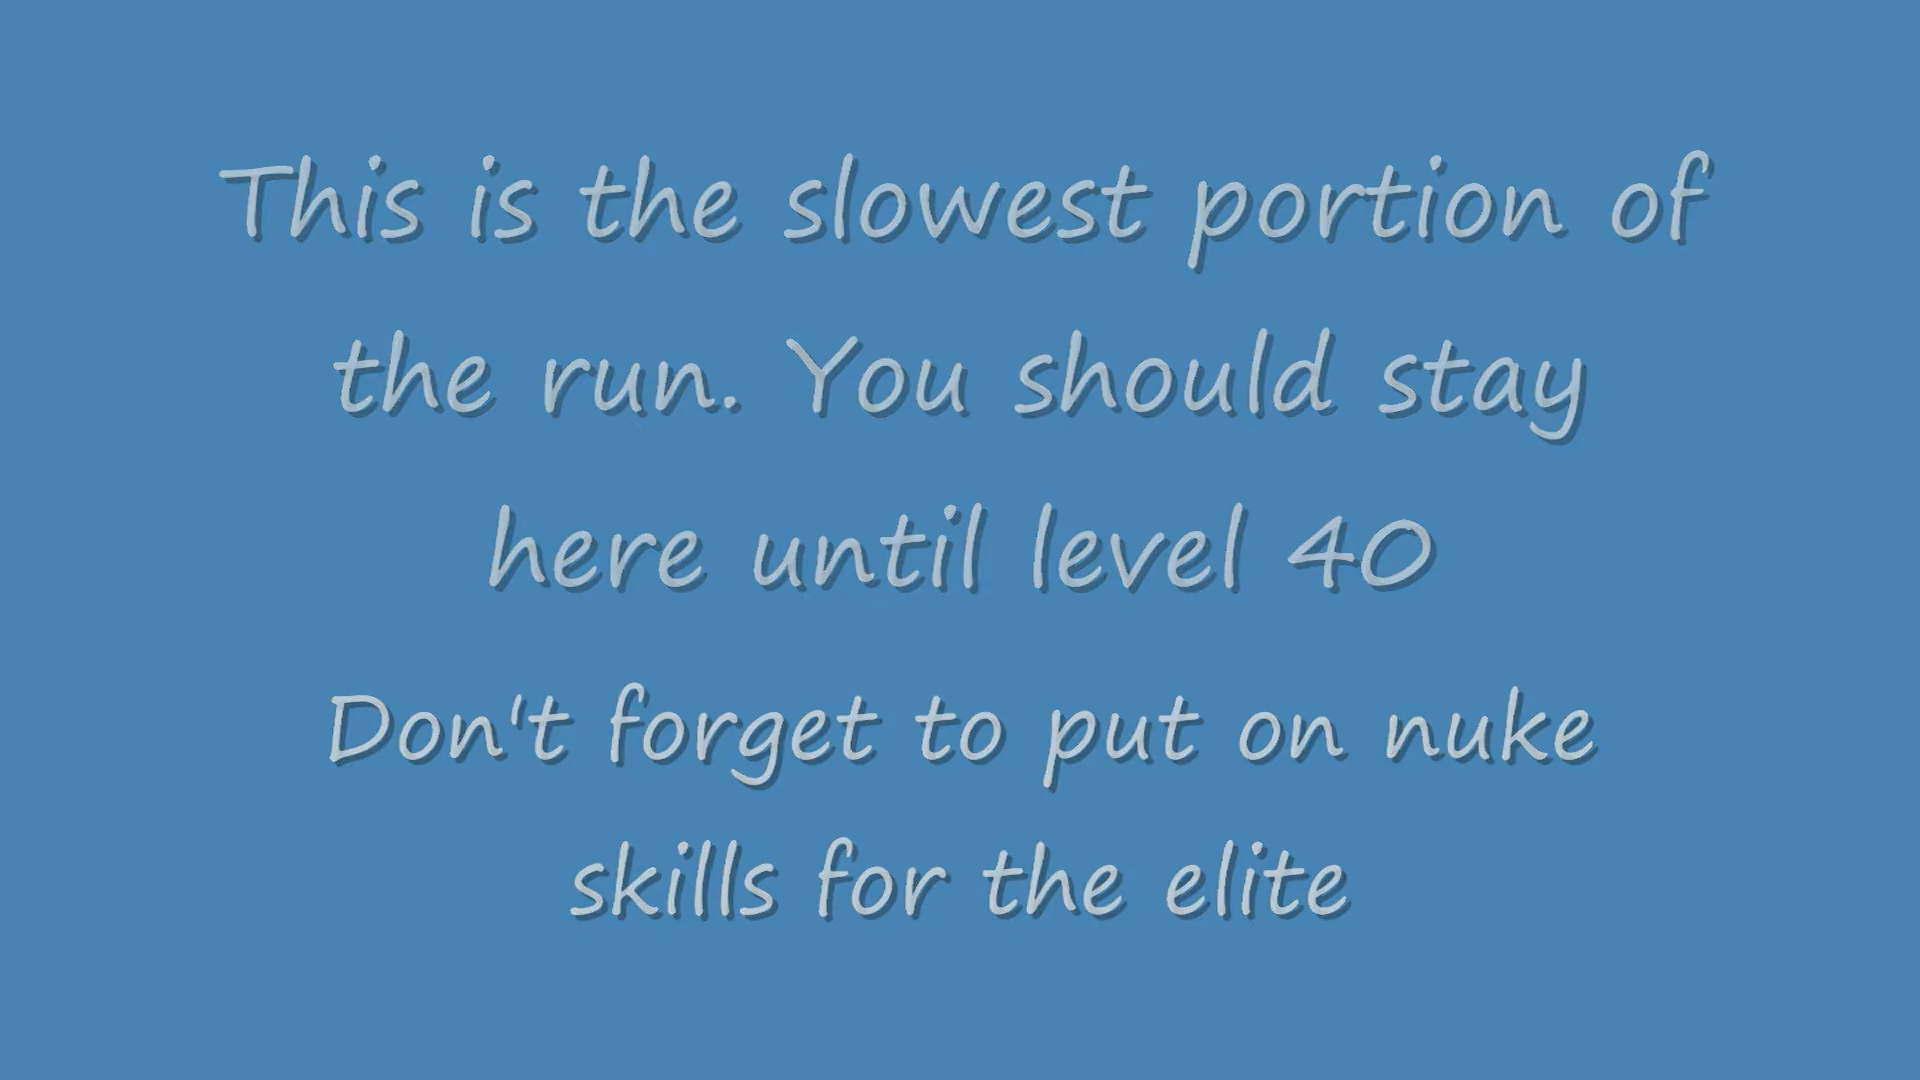 This is the slowest portion of
the run. You should stay
here until level 40
Don't forget to put on nuke
skills for the elite